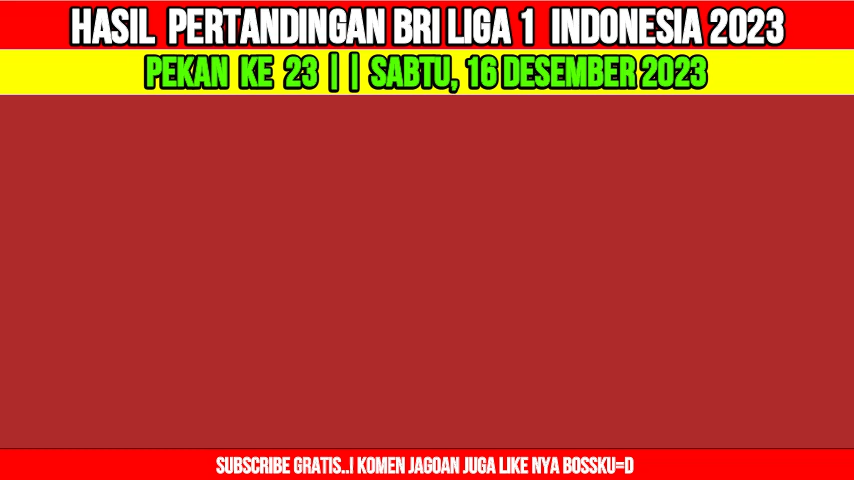 HASIL PERTANDINGAN BRI LIGA 1 INDONESIA 2023
PEKAN KE 23 || SABTU, 16 DESEMBER 2023
SUBSCRIBE GRATIS..! KOMEN JAGOAN JUGA LIKE NYA BOSSKU=D